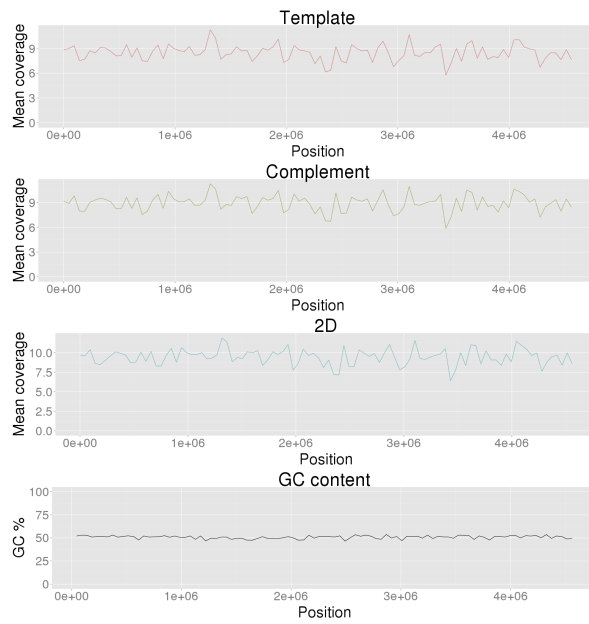 Template
Mean coverage
9
6
3
0
0e+00 1e+06 2e+06 3e+06 4e+06
Position
Complement
Mean coverage
9
6
3
0
0e+00 1e+06 2e+06 3e+06 4e+06
Position
2D
Mean coverage
10.0
7.5
5.0
2.5
0.0
0e+00 1e+06 2e+06 3e+06 4e+06
Position
GC content
GC %
100
75
50
25
0
0e+00 1e+06 2e+06 3e+06 4e+06
Position